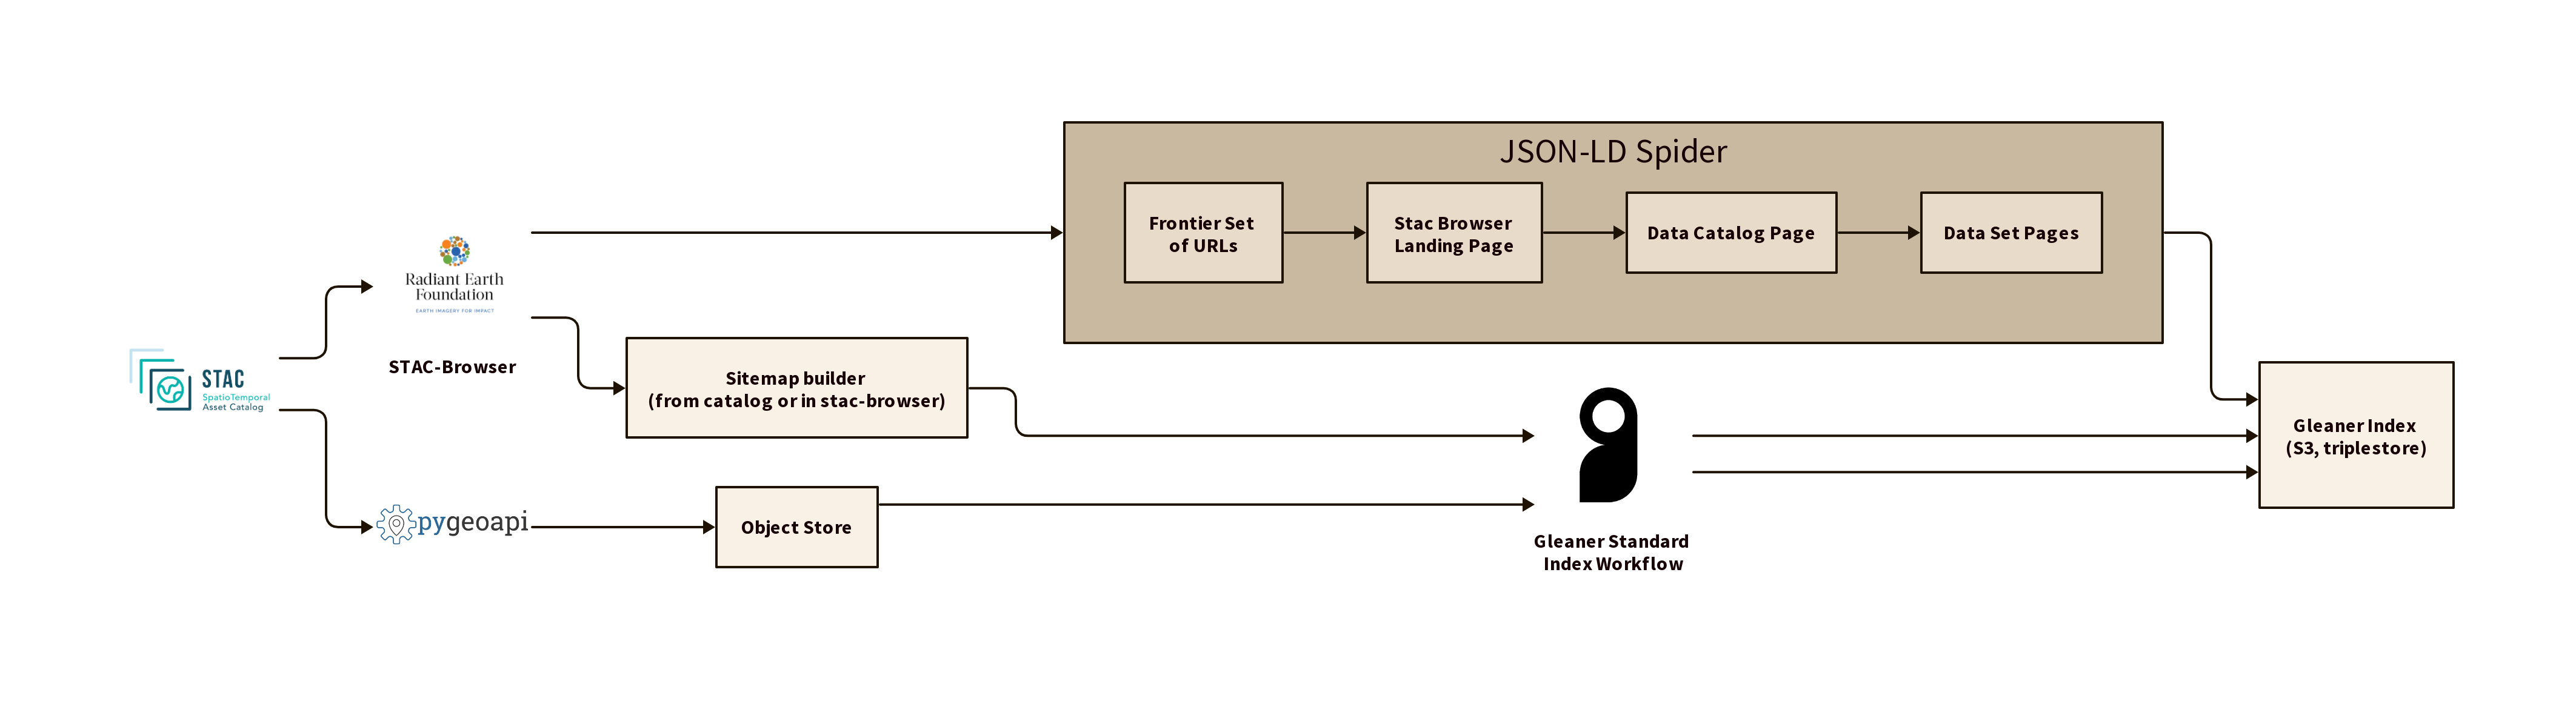 JSON-LD Spider
Frontier Set
of URLs
Stac Browser
Landing Page
Data Catalog Page
Data Set Pages
Radiant Earth
Foundation
EARTH IMAGERY FOR IMPACT
STAC-Browser
STAC
SpatioTemporal
Asset Catalog
Sitemap builder
(from catalog or in stac-browser)
pygeoapi
Object Store
Gleaner Standard
Index Workflow
Gleaner Index
(S3, triplestore)